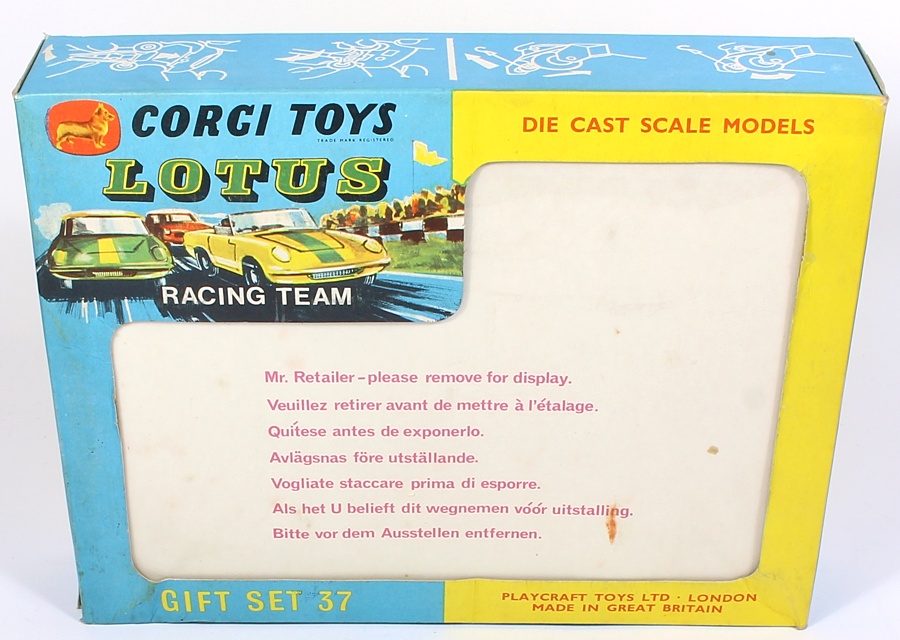 CORGI TOYS
TRADE MARK REGISTERED
LOTUS
RACING TEAM
DIE CAST SCALE MODELS
Mr. Retailer – please remove for display.
Veuillez retirer avant de mettre à l'étalage.
Quítese antes de exponerlo.
Avlägsnas före utställande.
Vogliate staccare prima di esporre.
Als het U belieft dit wegnemen vóór uitstalling.
Bitte vor dem Ausstellen entfernen.
GIFT SET 37
PLAYCRAFT TOYS LTD · LONDON
MADE IN GREAT BRITAIN